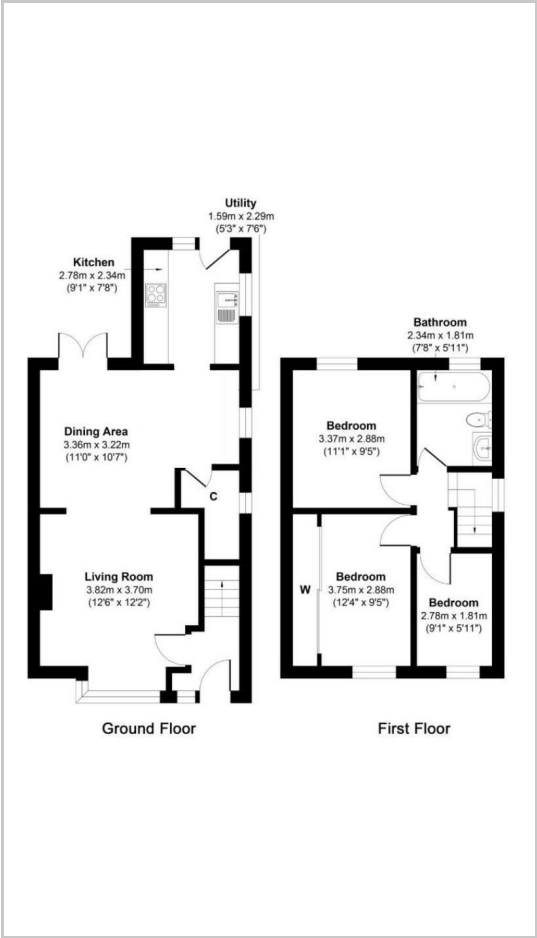 Utility
1.59m x 2.29m
(5'3" x 7'6")
Kitchen
2.78m x 2.34m
(9'1" x 7'8")
Dining Area
3.36m x 3.22m
(11'0" x 10'7")
C
Living Room
3.82m x 3.70m
(12'6" x 12'2")
Ground Floor
Bathroom
2.34m x 1.81m
(7'8" x 5'11")
Bedroom
3.37m x 2.88m
(11'1" x 9'5")
W
Bedroom
3.75m x 2.88m
(12'4" x 9'5")
Bedroom
2.78m x 1.81m
(9'1" x 5'11")
First Floor